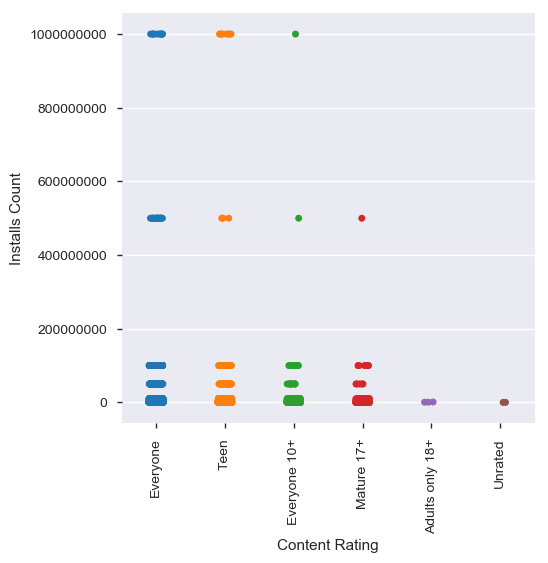 1000000000
800000000
600000000
400000000
200000000
0
Installs Count
Everyone
Teen
Everyone 10+
Mature 17+
Adults only 18+
Unrated
Content Rating